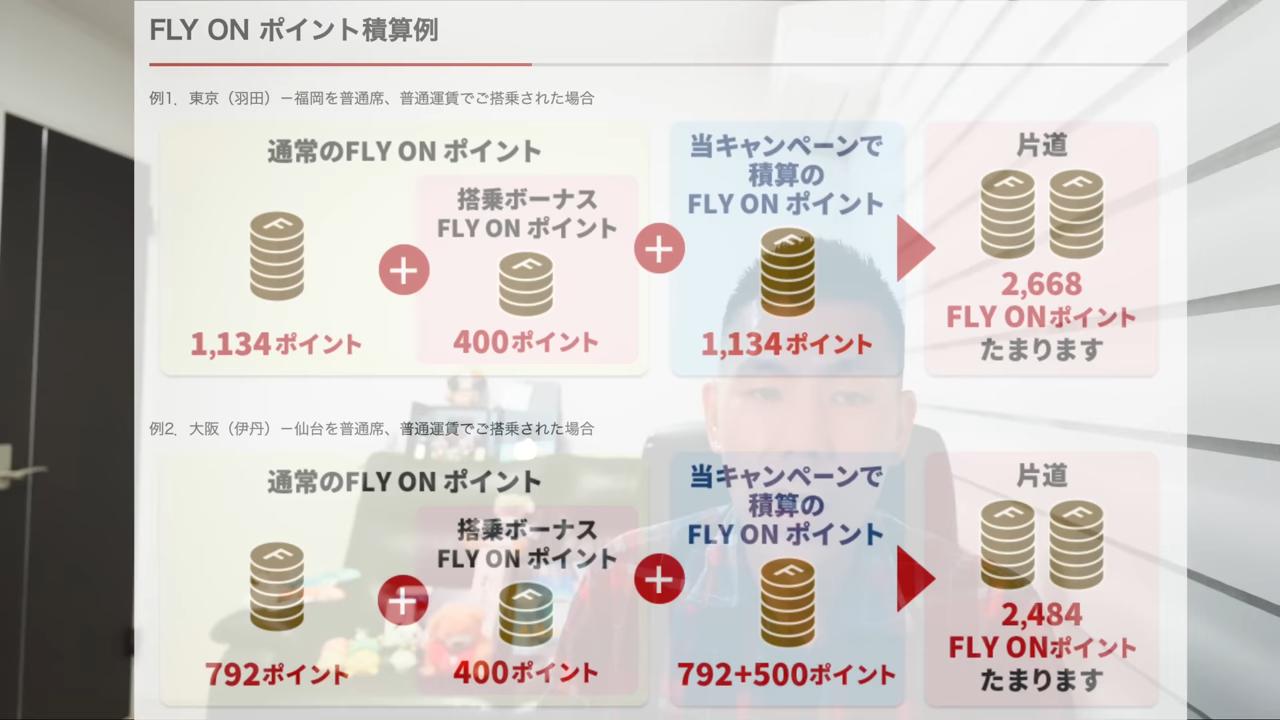 FLY ON ポイント積算例
例1．東京（羽田）－福岡を普通席、普通運賃でご搭乗された場合
通常のFLY ON ポイント
搭乗ボーナス
FLY ON ポイント
1,134ポイント
400ポイント
当キャンペーンで
積算の
FLY ON ポイント
1,134ポイント
片道
2,668
FLY ONポイント
たまります
例2．大阪（伊丹）－仙台を普通席、普通運賃でご搭乗された場合
通常のFLY ON ポイント
搭乗ボーナス
FLY ON ポイント
792ポイント
400ポイント
当キャンペーンで
積算の
FLY ON ポイント
792+500ポイント
片道
2,484
FLY ONポイント
たまります